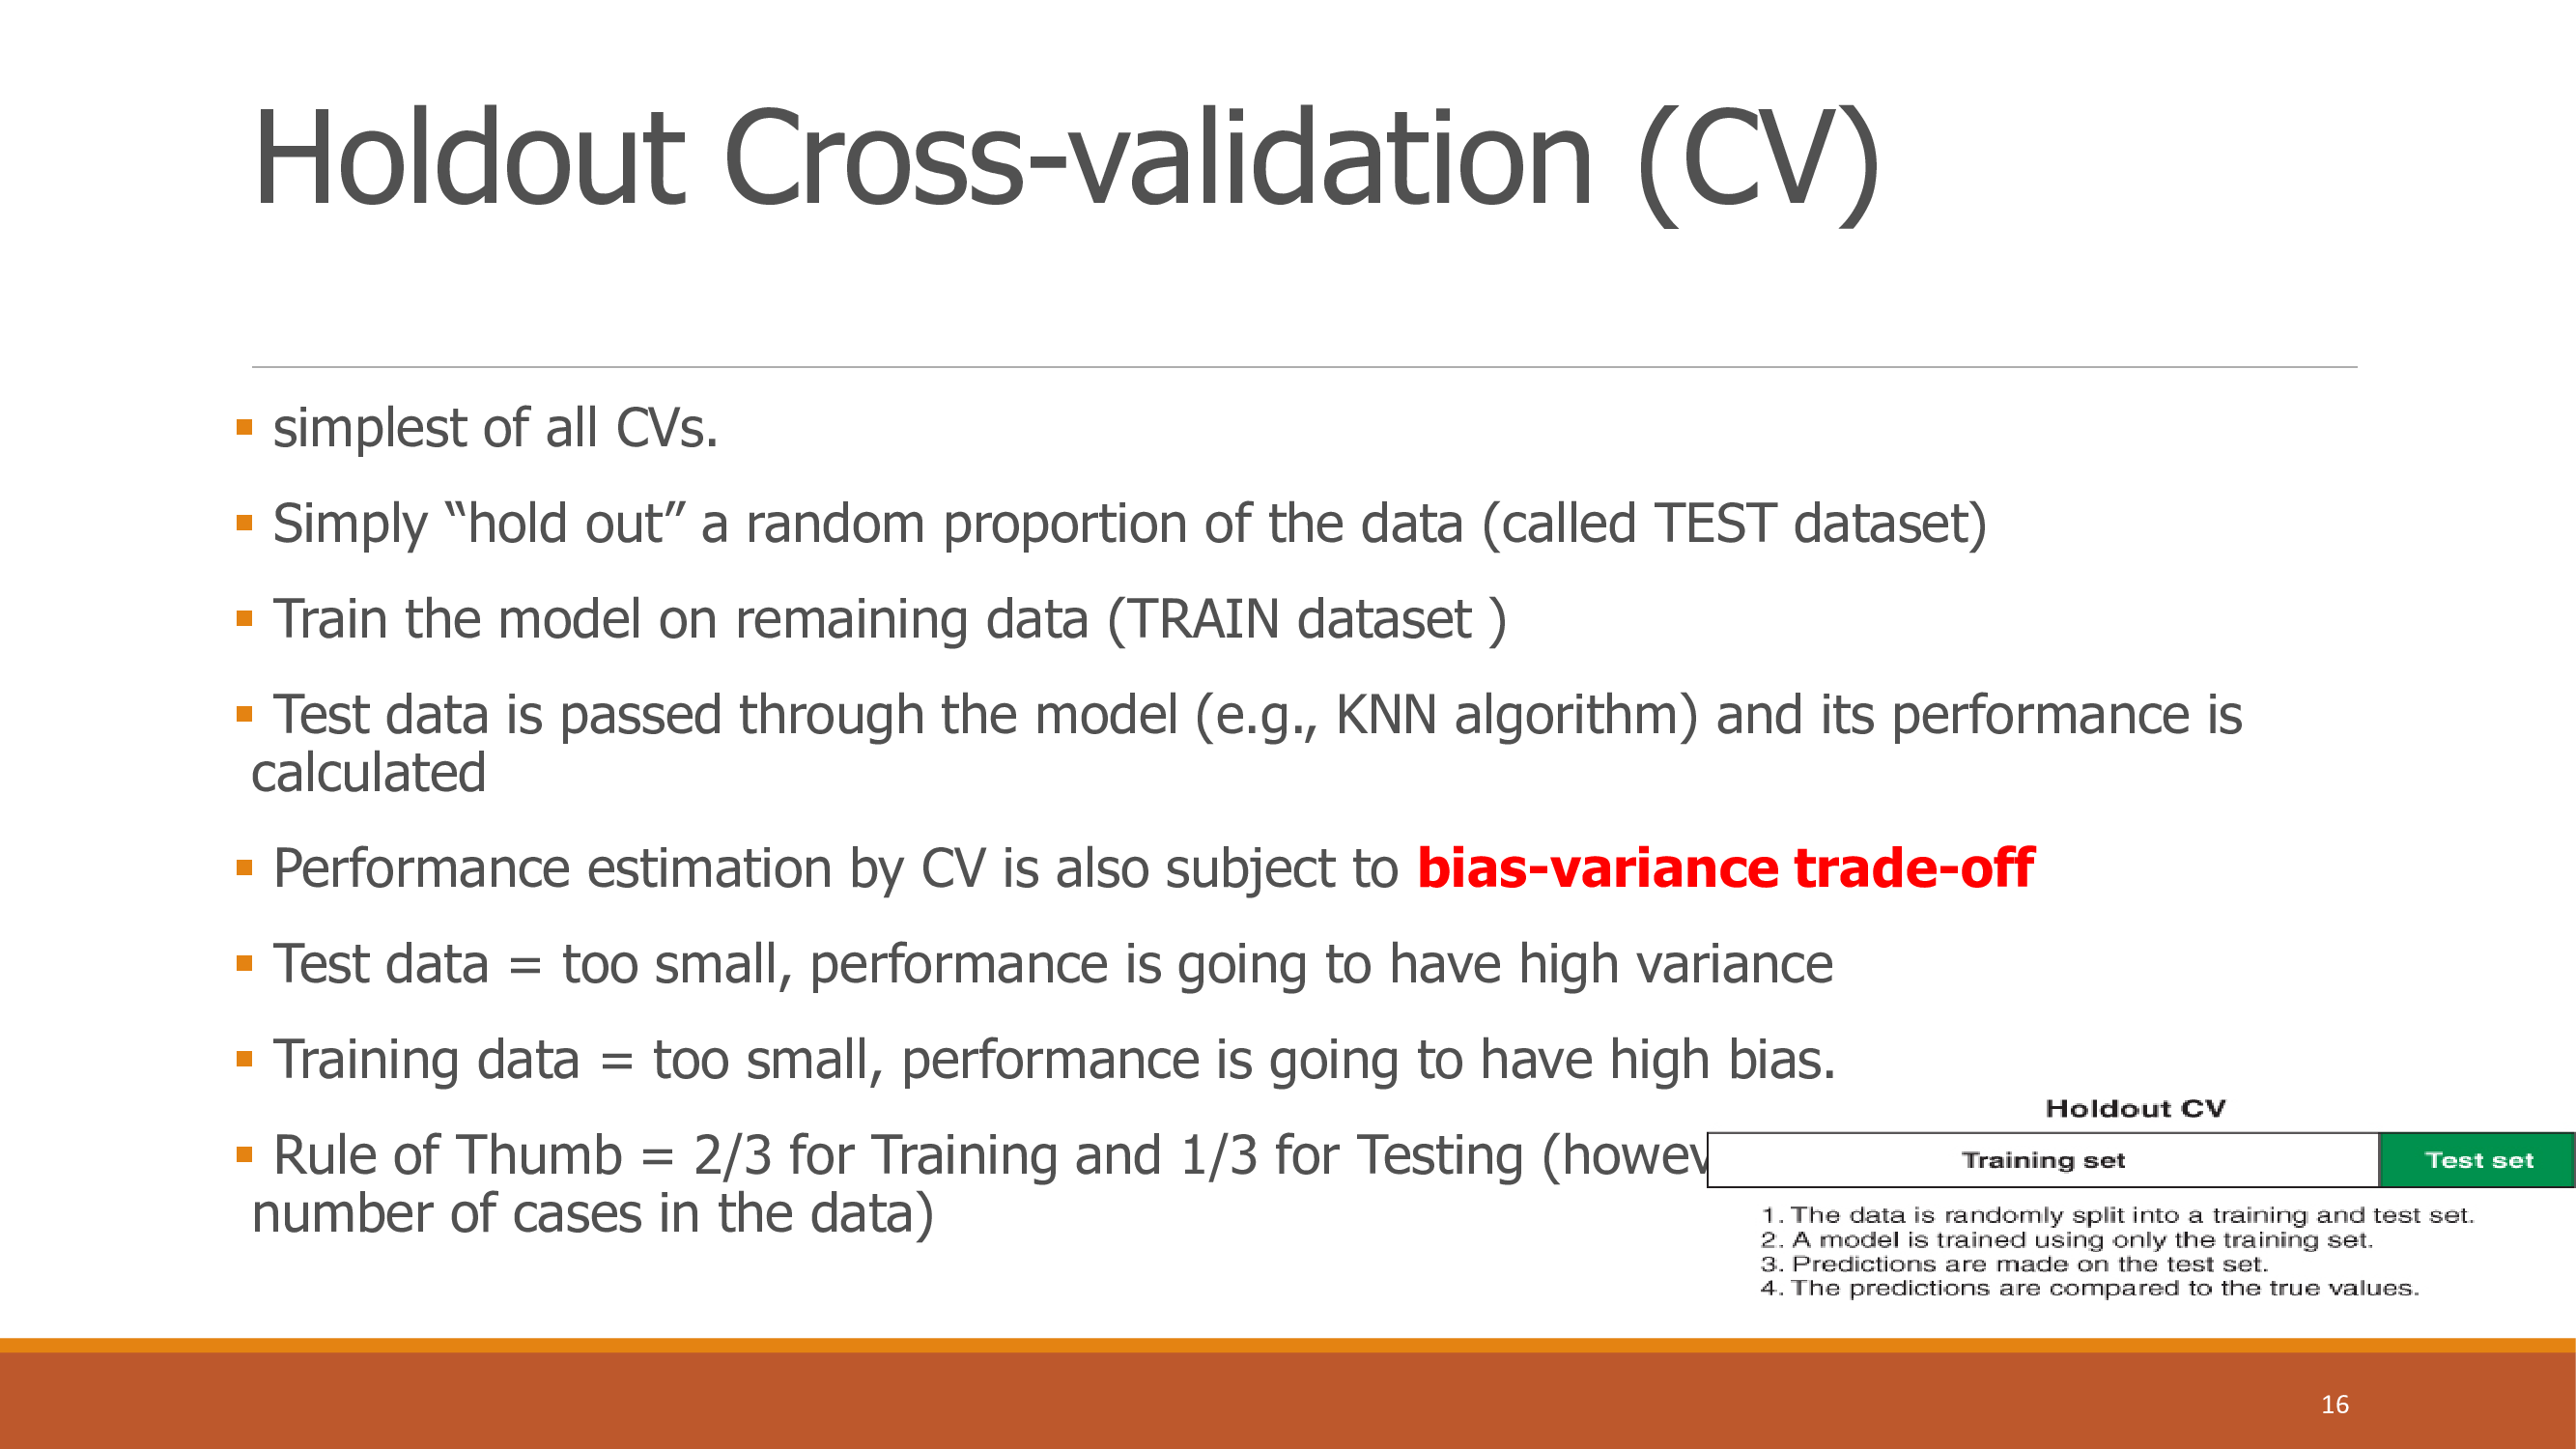 Holdout Cross-validation (CV)
simplest of all CVs.
Simply “hold out” a random proportion of the data (called TEST dataset)
Train the model on remaining data (TRAIN dataset )
Test data is passed through the model (e.g., KNN algorithm) and its performance is
calculated
Performance estimation by CV is also subject to bias-variance trade-off
Test data = too small, performance is going to have high variance
Training data = too small, performance is going to have high bias.
Rule of Thumb = 2/3 for Training and 1/3 for Testing
number of cases in the data)
Holdout CV
Training set Test set
1. The data is randomly split into a training and test set.
2. A model is trained using only the training set.
3. Predictions are made on the test set.
4. The predictions are compared to the true values.
16